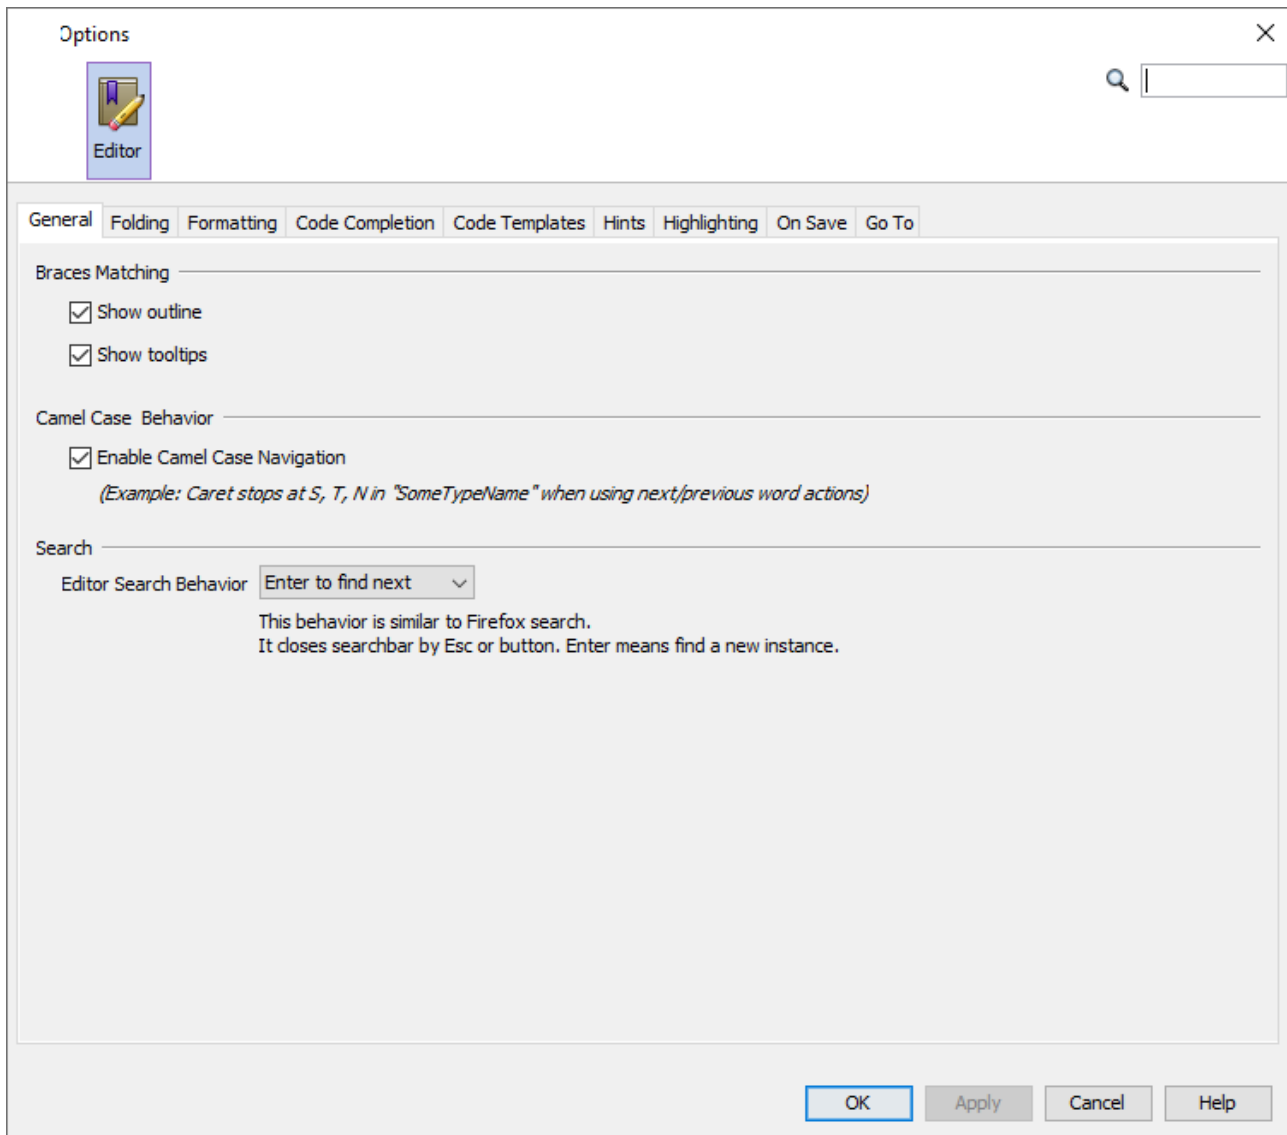 Options
Editor
General Folding Formatting Code Completion Code Templates Hints Highlighting On Save Go To
Braces Matching
Show outline
Show tooltips
Camel Case  Behavior
Enable Camel Case Navigation
(Example: Caret stops at S, T, N in "SomeTypeName" when using next/previous word actions)
Search
Editor Search Behavior Enter to find next
This behavior is similar to Firefox search.
It closes searchbar by Esc or button. Enter means find a new instance.
OK Apply Cancel Help